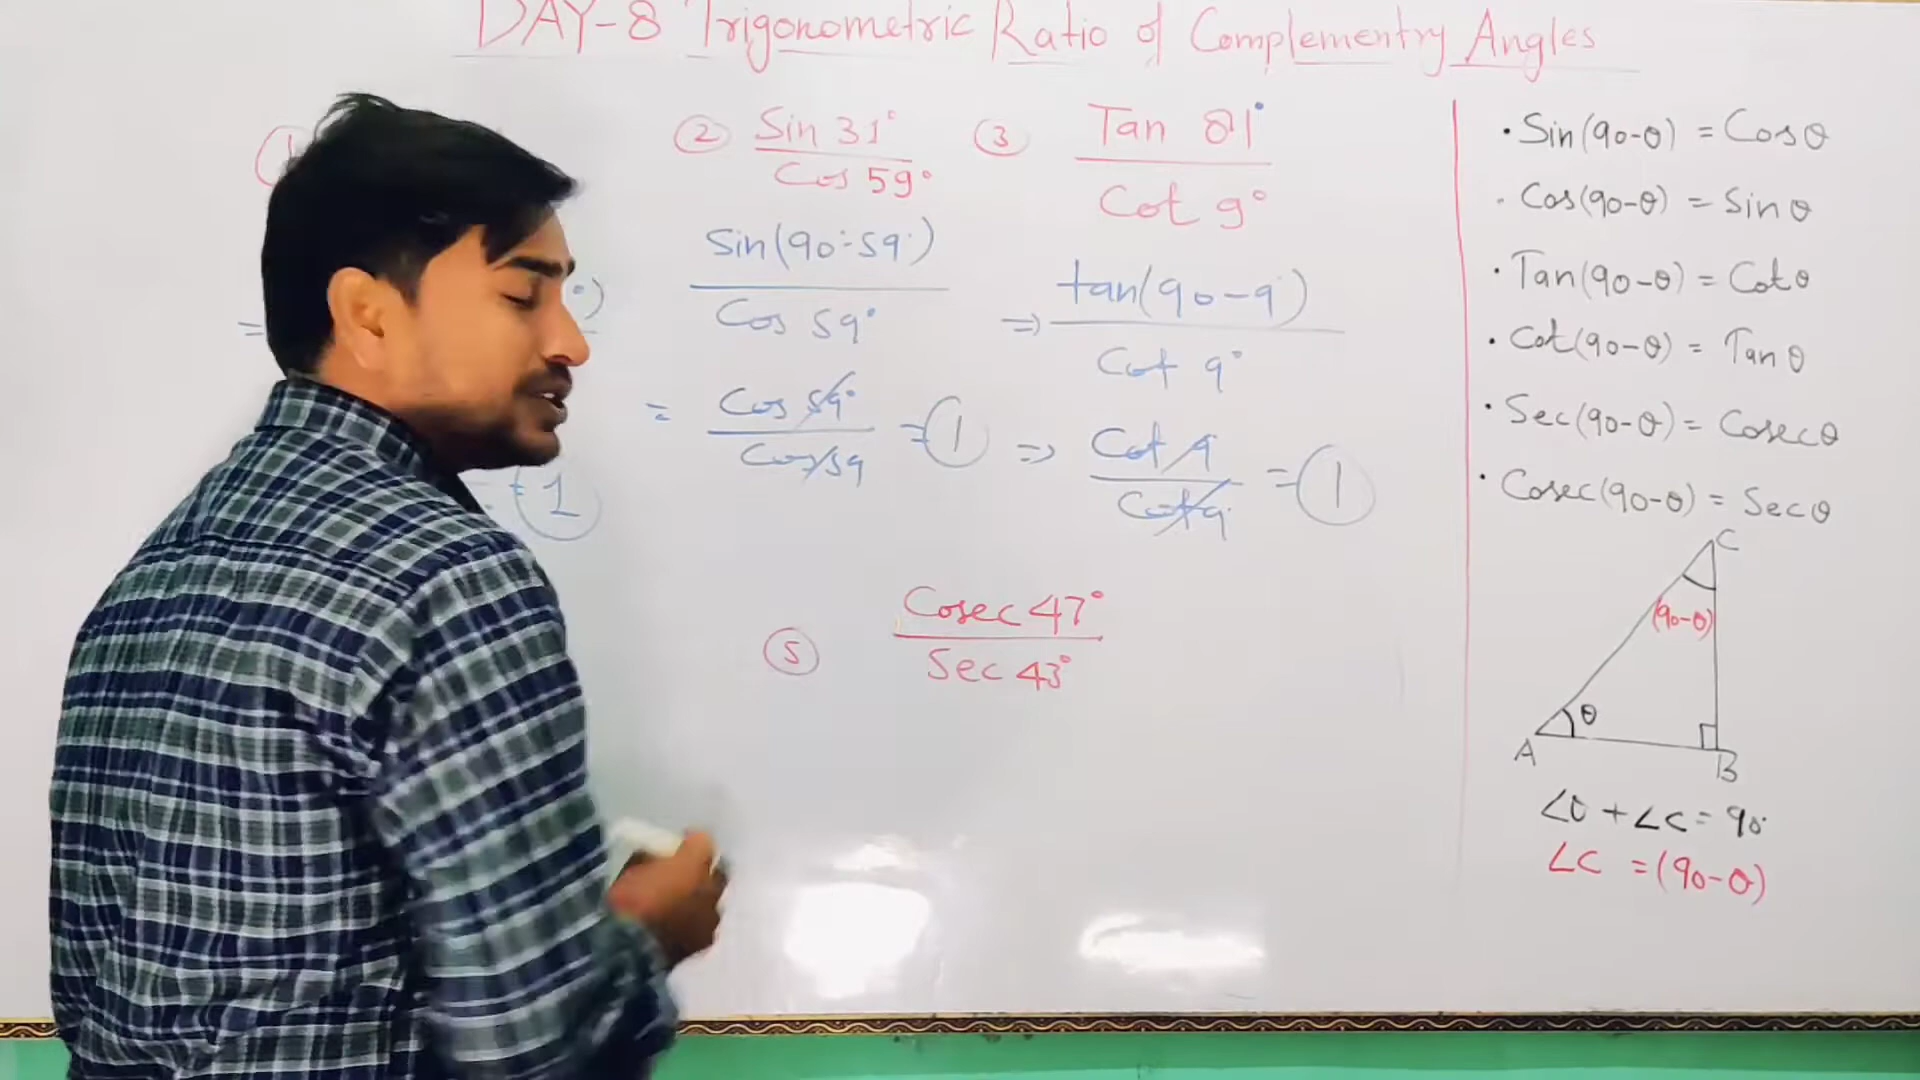 DAY-8 Trigonometric Ratio of Complementry Angles
② Sin 31°
Cos 59°
Sin(90°-59°)
Cos 59°
= Cos 59°
Cos 59
= 1
= 1
③ Tan 81°
Cot 9°
=> tan(90-9°)
Cot 9°
=> Cot 9
Cot 9
= 1
⑤ Cosec 47°
Sec 43°
• Sin(90-θ) = Cosθ
• Cos(90-θ) = Sinθ
• Tan(90-θ) = Cotθ
• Cot(90-θ) = Tanθ
• Sec(90-θ) = Cosecθ
• Cosec(90-θ) = Secθ
C
(90-θ)
θ
A
B
∠θ + ∠C = 90°
∠C = (90-θ)